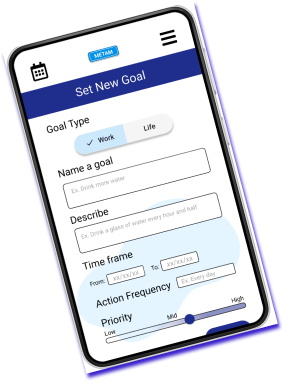 METAM
Set New Goal
Goal Type
Work Life
Name a goal
Ex. Drink more water
Describe
Ex. Drink a glass of water every hour and half
Time frame
From: xx/xx/xx To: xx/xx/xx
Action Frequency Ex. Every day
Priority
Low Mid High